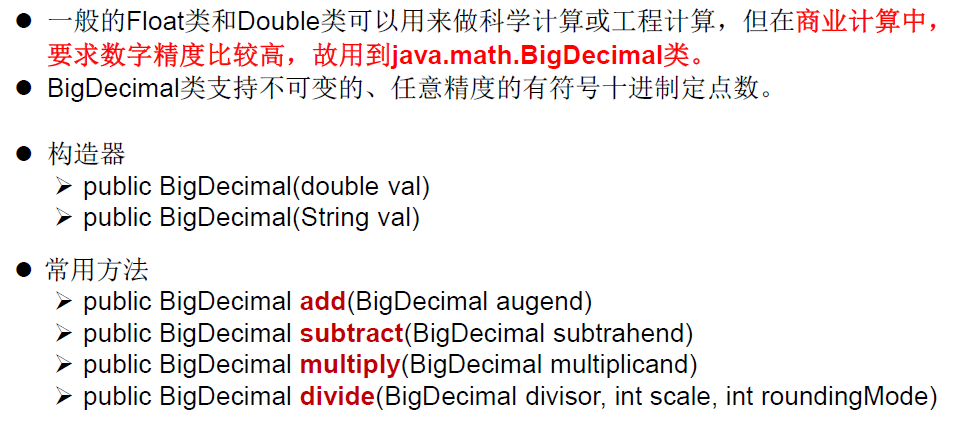 ● 一般的Float类和Double类可以用来做科学计算或工程计算，但在商业计算中，
要求数字精度比较高，故用到java.math.BigDecimal类。
● BigDecimal类支持不可变的、任意精度的有符号十进制定点数。
● 构造器
➢ public BigDecimal(double val)
➢ public BigDecimal(String val)
● 常用方法
➢ public BigDecimal add(BigDecimal augend)
➢ public BigDecimal subtract(BigDecimal subtrahend)
➢ public BigDecimal multiply(BigDecimal multiplicand)
➢ public BigDecimal divide(BigDecimal divisor, int scale, int roundingMode)